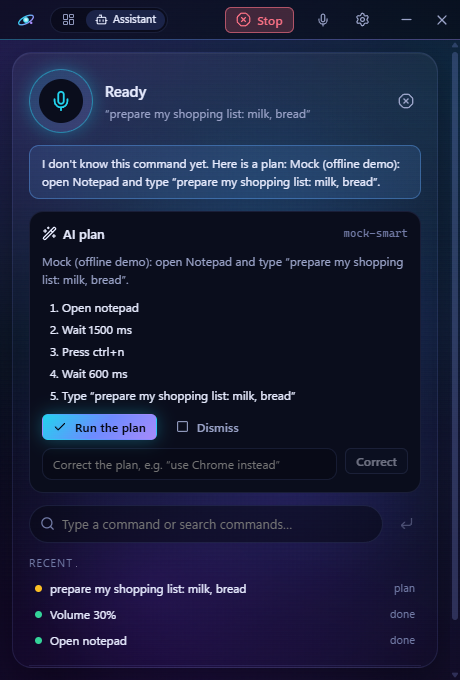 Assistant
Stop
Ready
"prepare my shopping list: milk, bread"
I don't know this command yet. Here is a plan: Mock (offline demo):
open Notepad and type "prepare my shopping list: milk, bread".
AI plan
mock-smart
Mock (offline demo): open Notepad and type "prepare my shopping
list: milk, bread".
1. Open notepad
2. Wait 1500 ms
3. Press ctrl+n
4. Wait 600 ms
5. Type "prepare my shopping list: milk, bread"
Run the plan
Dismiss
Correct the plan, e.g. "use Chrome instead"
Correct
Type a command or search commands...
RECENT.
prepare my shopping list: milk, bread
plan
Volume 30%
done
Open notepad
done